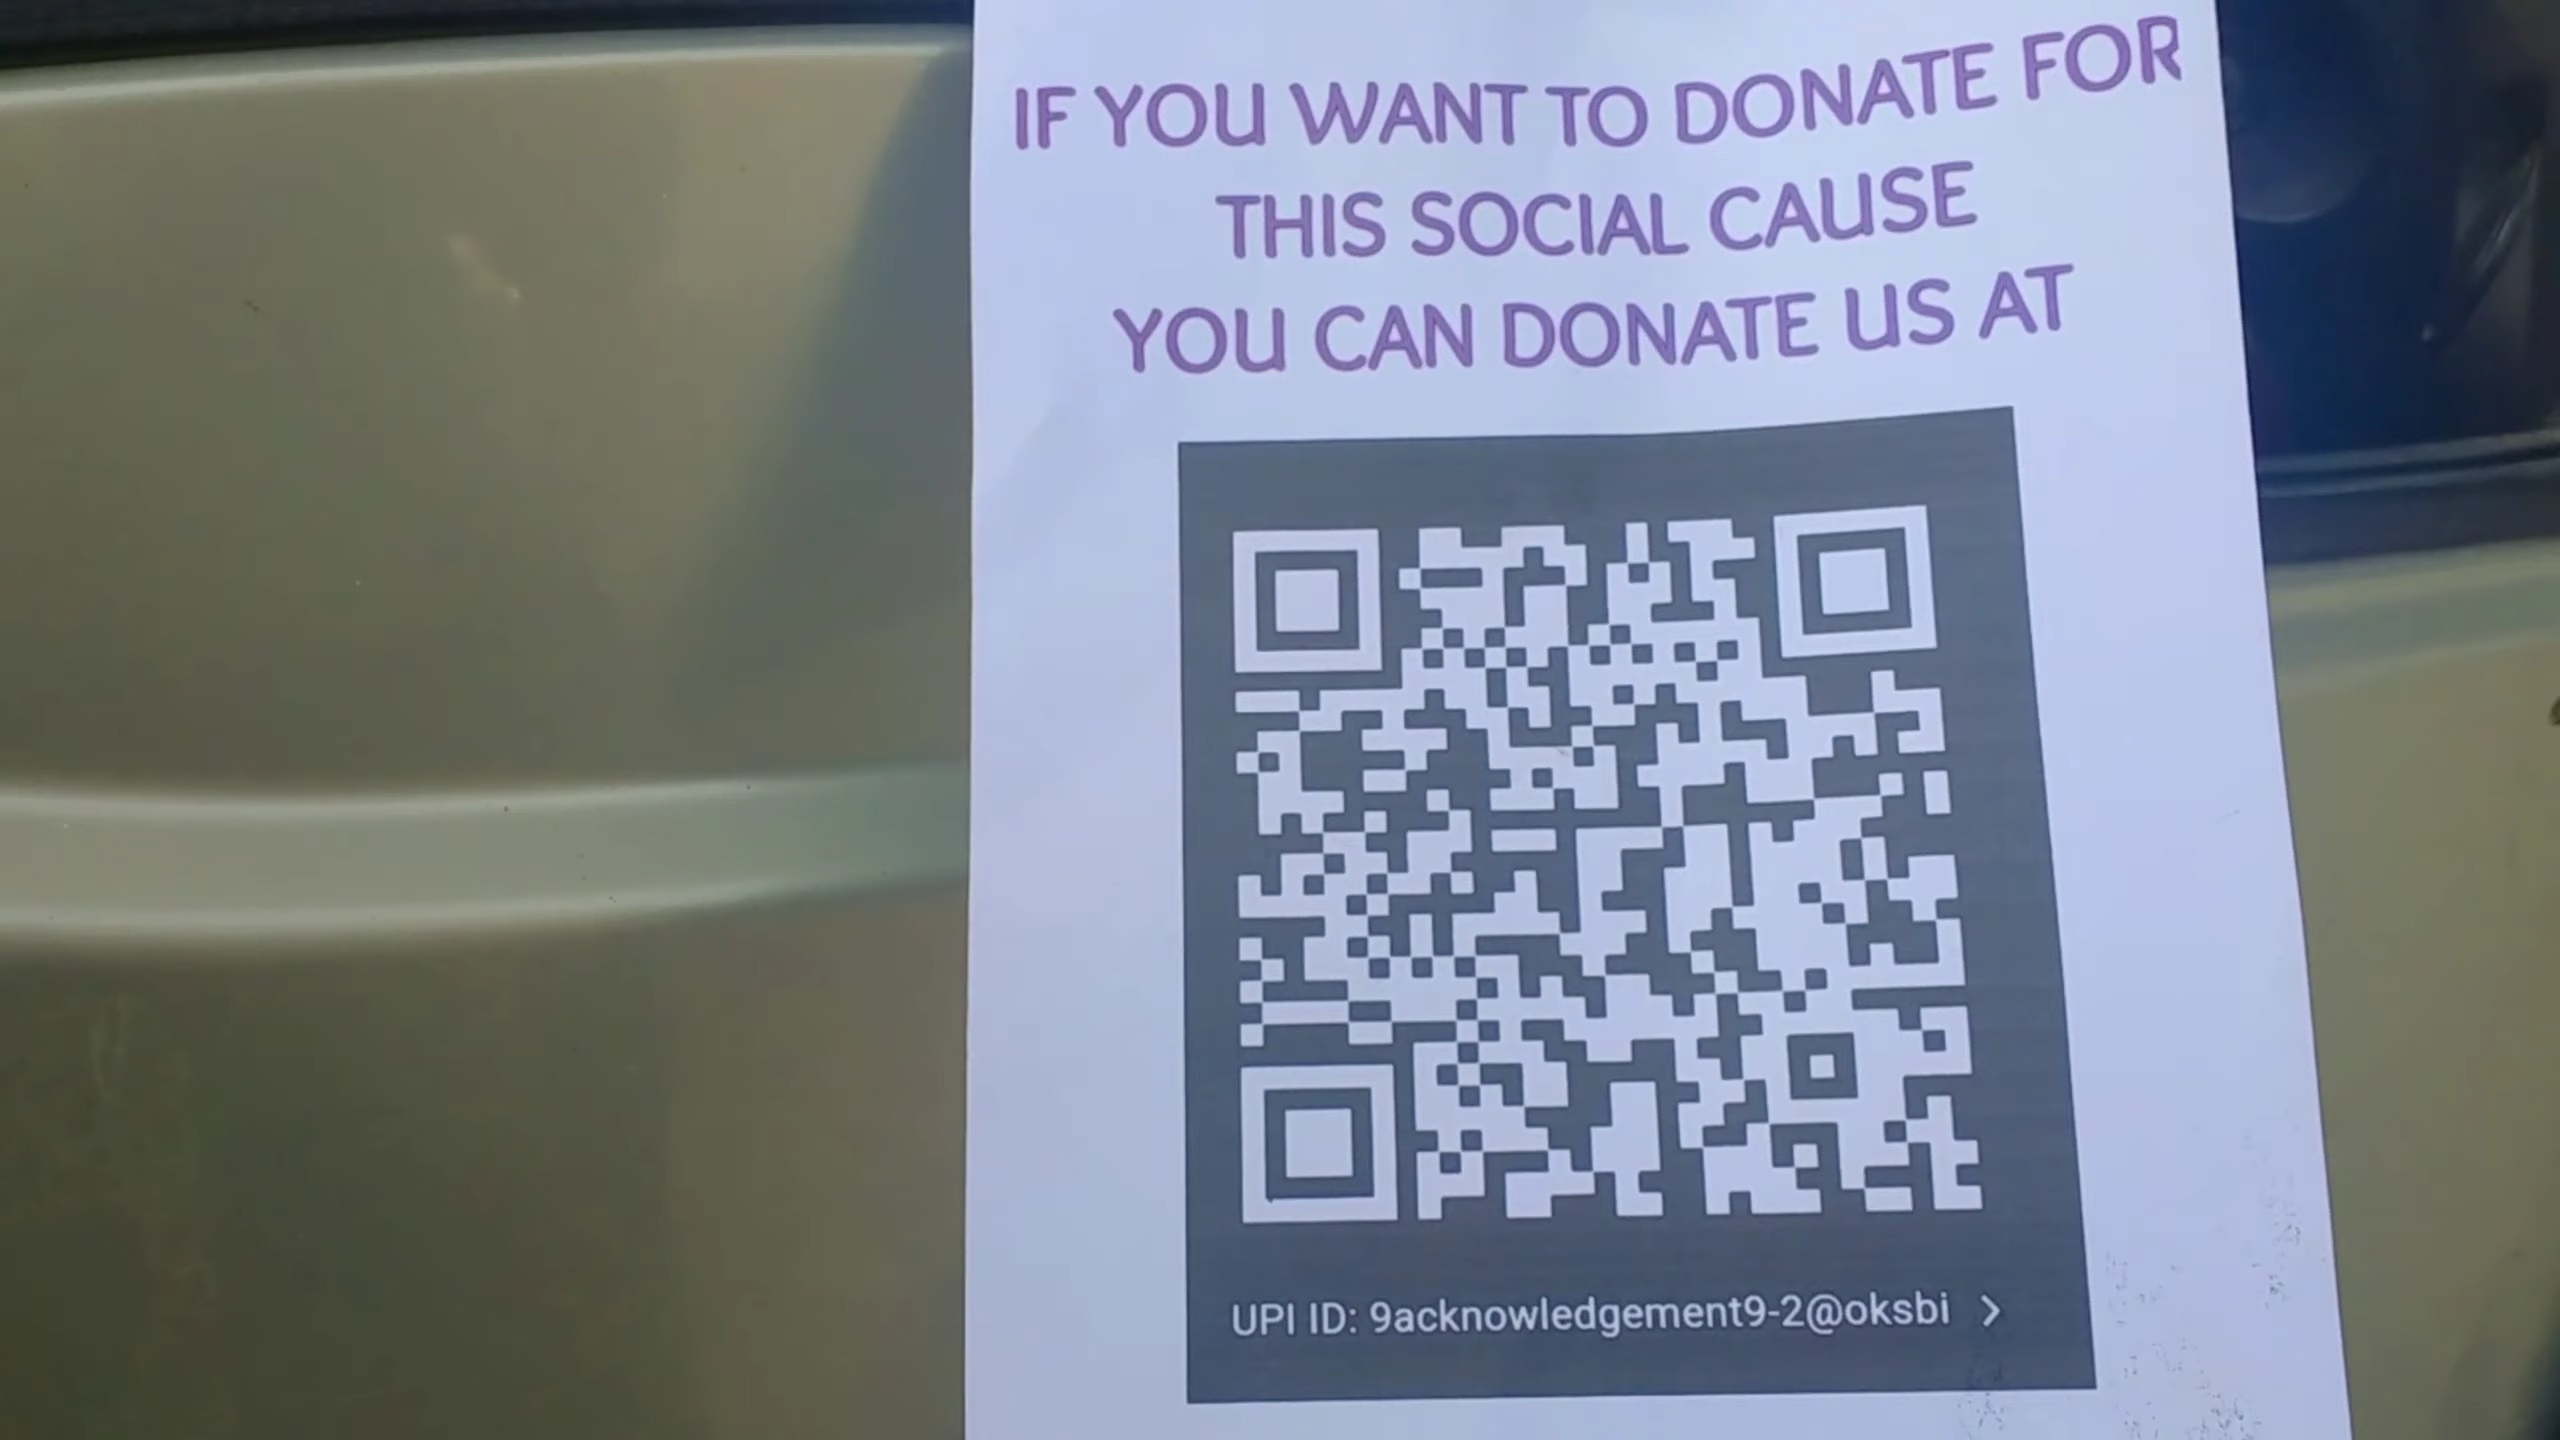 IF YOU WANT TO DONATE FOR
THIS SOCIAL CAUSE
YOU CAN DONATE US AT
UPI ID: 9acknowledgement9-2@oksbi >